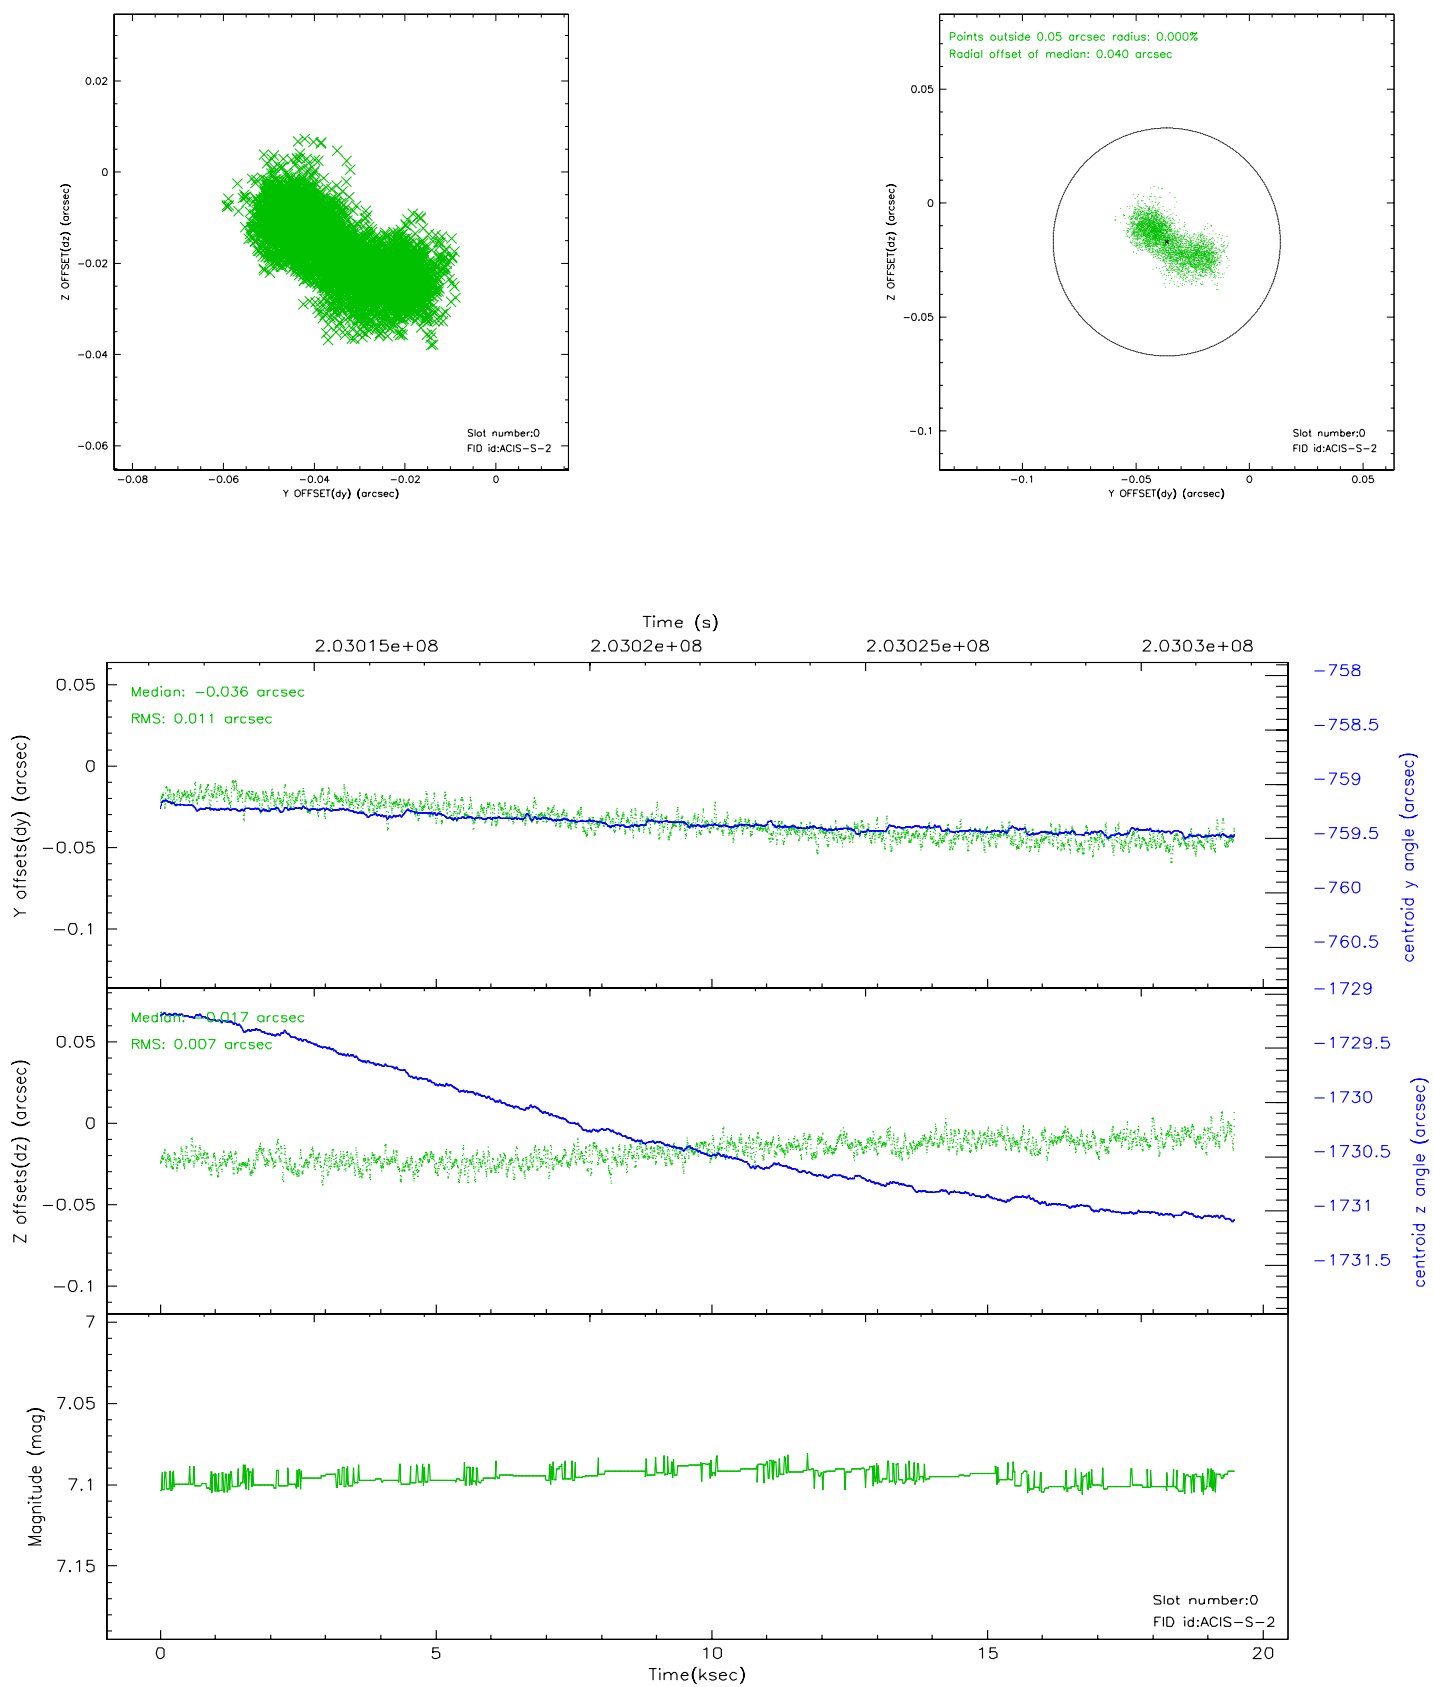 0.02
0
-0.02
-0.04
-0.06
Z OFFSET(dz) (arcsec)
Slot number:0
FID id:ACIS-S-2
-0.08 -0.06 -0.04 -0.02 0
Y OFFSET(dy) (arcsec)
Points outside 0.05 arcsec radius: 0.000%
Radial offset of median: 0.040 arcsec
0.05
0
-0.05
-0.1
Z OFFSET(dz) (arcsec)
Slot number:0
FID id:ACIS-S-2
-0.1 -0.05 0 0.05
Y OFFSET(dy) (arcsec)
Time (s)
2.03015e+08 2.0302e+08 2.03025e+08 2.0303e+08
Median: -0.036 arcsec
RMS: 0.011 arcsec
0.05
0
-0.05
-0.1
Y offsets(dy) (arcsec)
-758
-758.5
-759
-759.5
-760
-760.5
centroid y angle (arcsec)
Median: -0.017 arcsec
RMS: 0.007 arcsec
0.05
0
-0.05
-0.1
Z offsets(dz) (arcsec)
-1729
-1729.5
-1730
-1730.5
-1731
-1731.5
centroid z angle (arcsec)
7
7.05
7.1
7.15
Magnitude (mag)
Slot number:0
FID id:ACIS-S-2
0 5 10 15 20
Time(ksec)